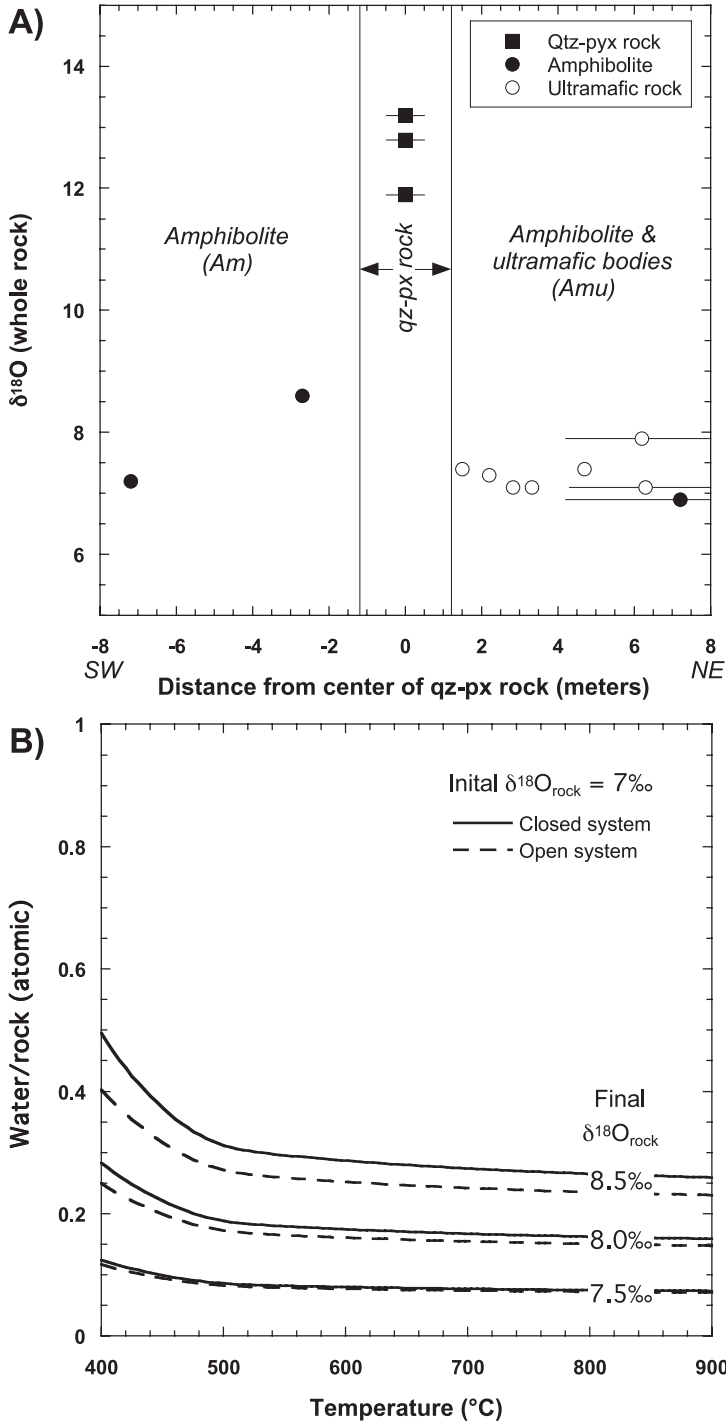 A)
Qtz-pyx rock
Amphibolite
Ultramafic rock
14
12
10
8
6
δ¹⁸O (whole rock)
Amphibolite
(Am)
qz-px rock
Amphibolite &
ultramafic bodies
(Amu)
-8 -6 -4 -2 0 2 4 6 8
SW
NE
Distance from center of qz-px rock (meters)
B)
1
0.8
0.6
0.4
0.2
0
Water/rock (atomic)
Inital δ¹⁸Orock = 7‰
Closed system
Open system
Final
δ¹⁸Orock
8.5‰
8.0‰
7.5‰
400 500 600 700 800 900
Temperature (°C)